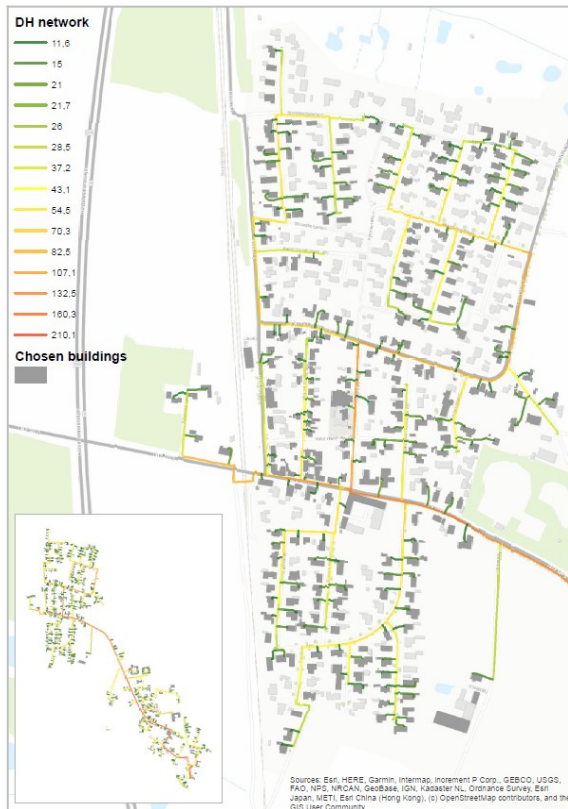 DH network
11,6
15
21
21,7
26
28,5
37,2
43,1
54,5
70,3
82,5
107,1
132,5
160,3
210,1
Chosen buildings
Sources: Esri, HERE, Garmin, Intermap, increment P Corp., GEBCO, USGS,
FAO, NPS, NRCAN, GeoBase, IGN, Kadaster NL, Ordnance Survey, Esri
Japan, METI, Esri China (Hong Kong), (c) OpenStreetMap contributors, and the
GIS User Community